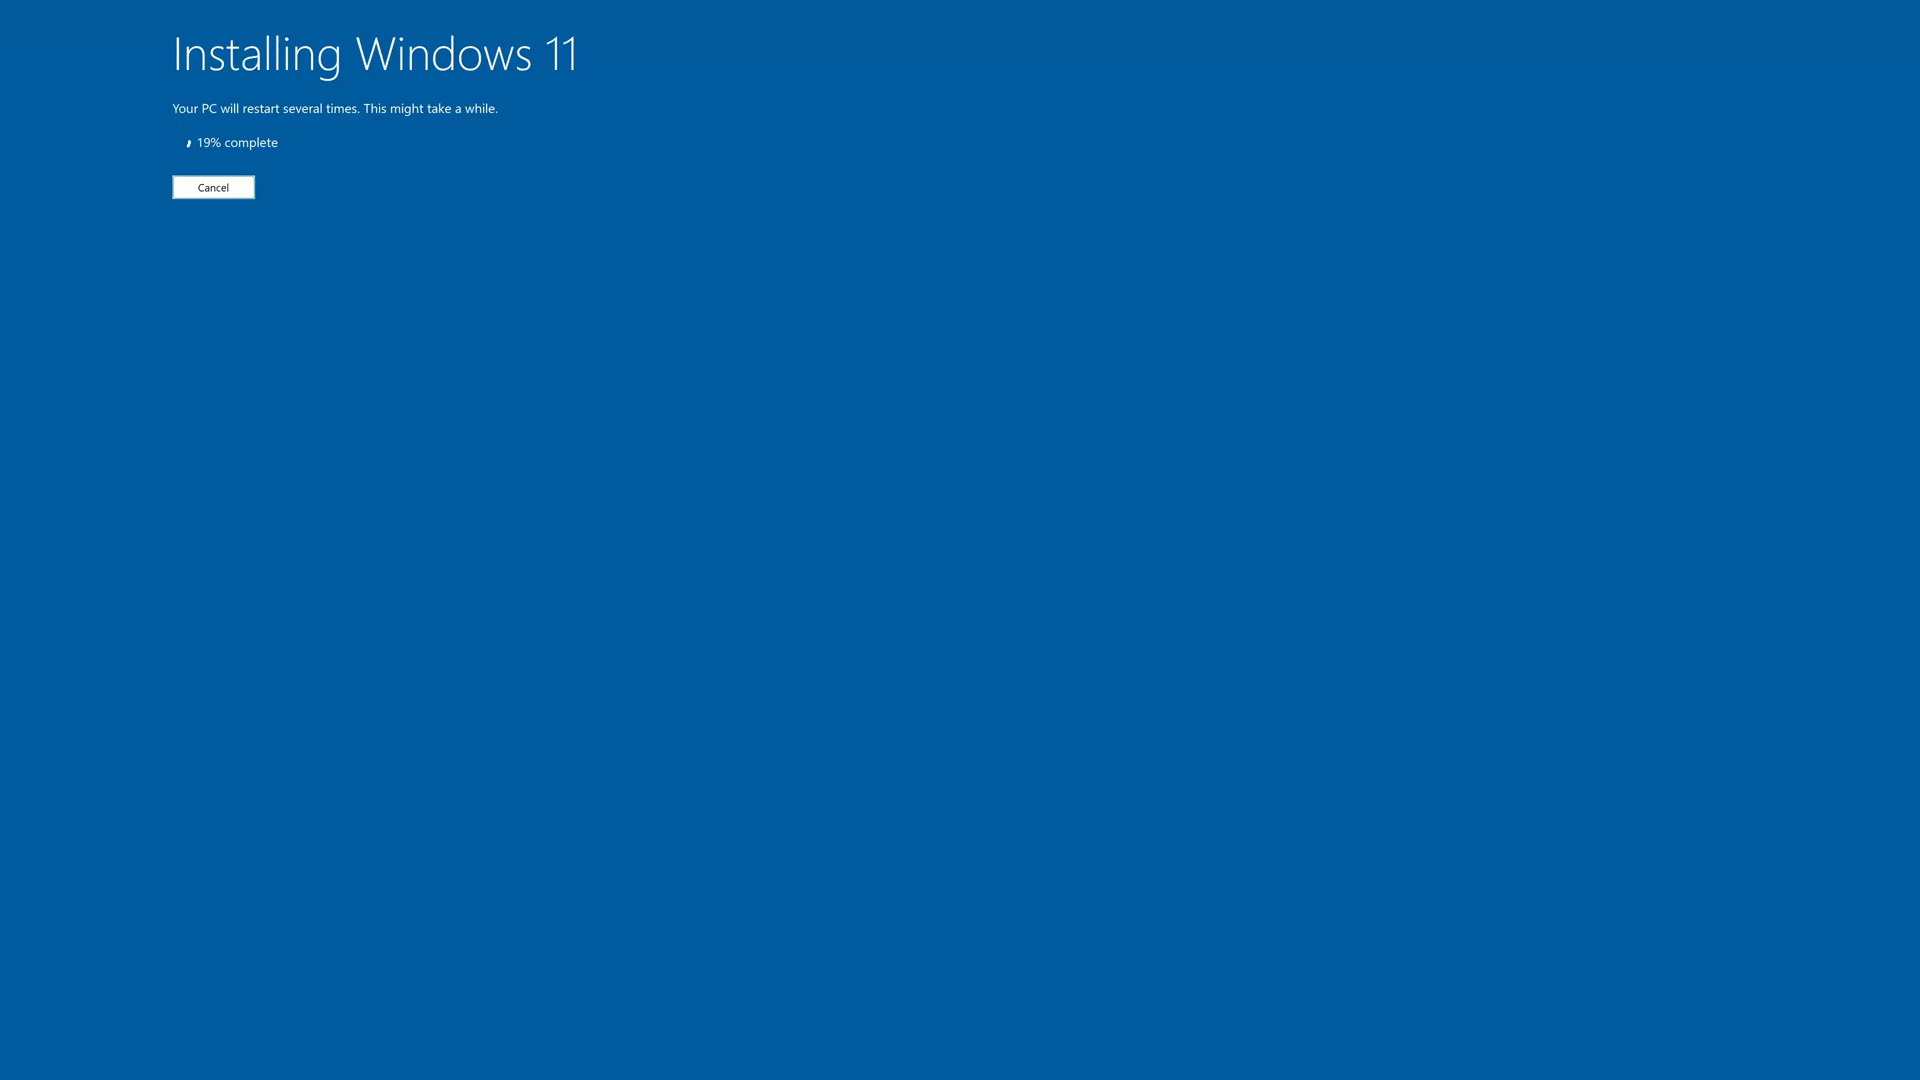 Installing Windows 11
Your PC will restart several times. This might take a while.
19% complete
Cancel